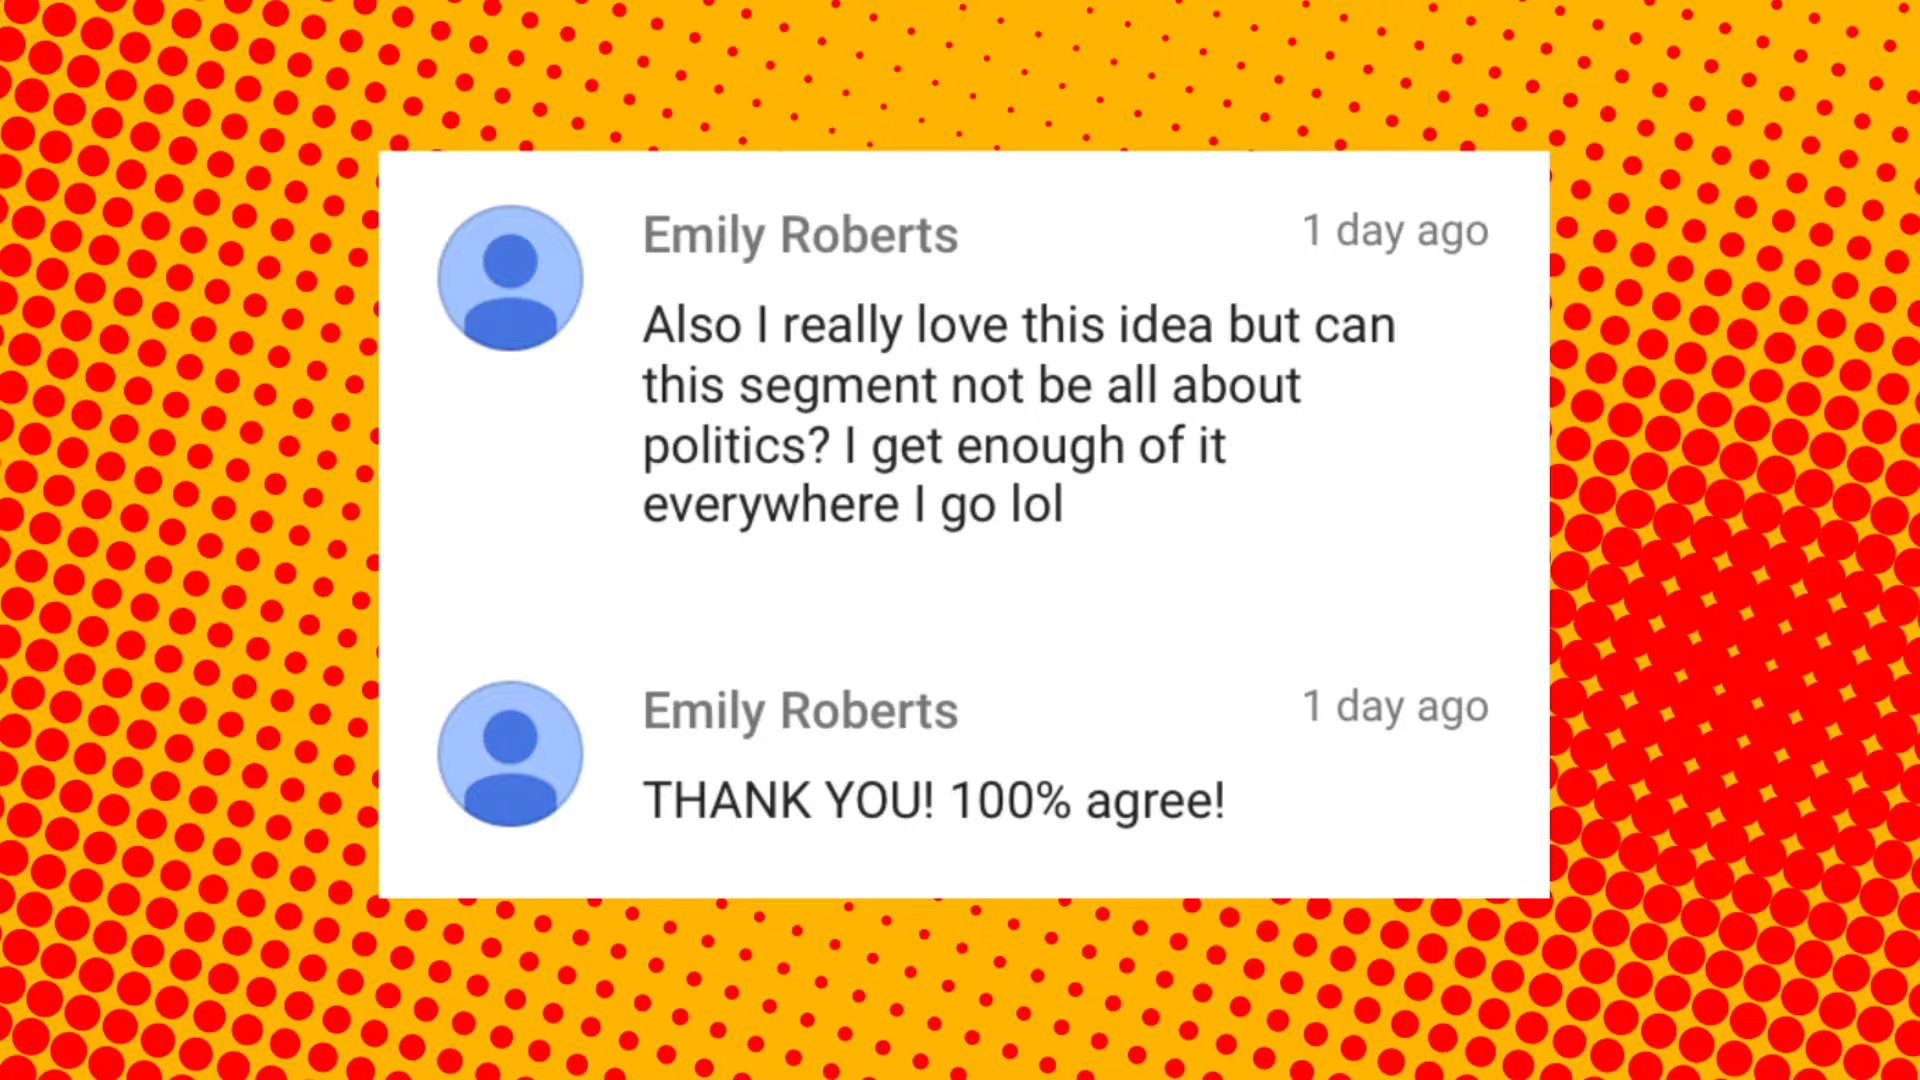 Emily Roberts 1 day ago
Also I really love this idea but can
this segment not be all about
politics? I get enough of it
everywhere I go lol
Emily Roberts 1 day ago
THANK YOU! 100% agree!